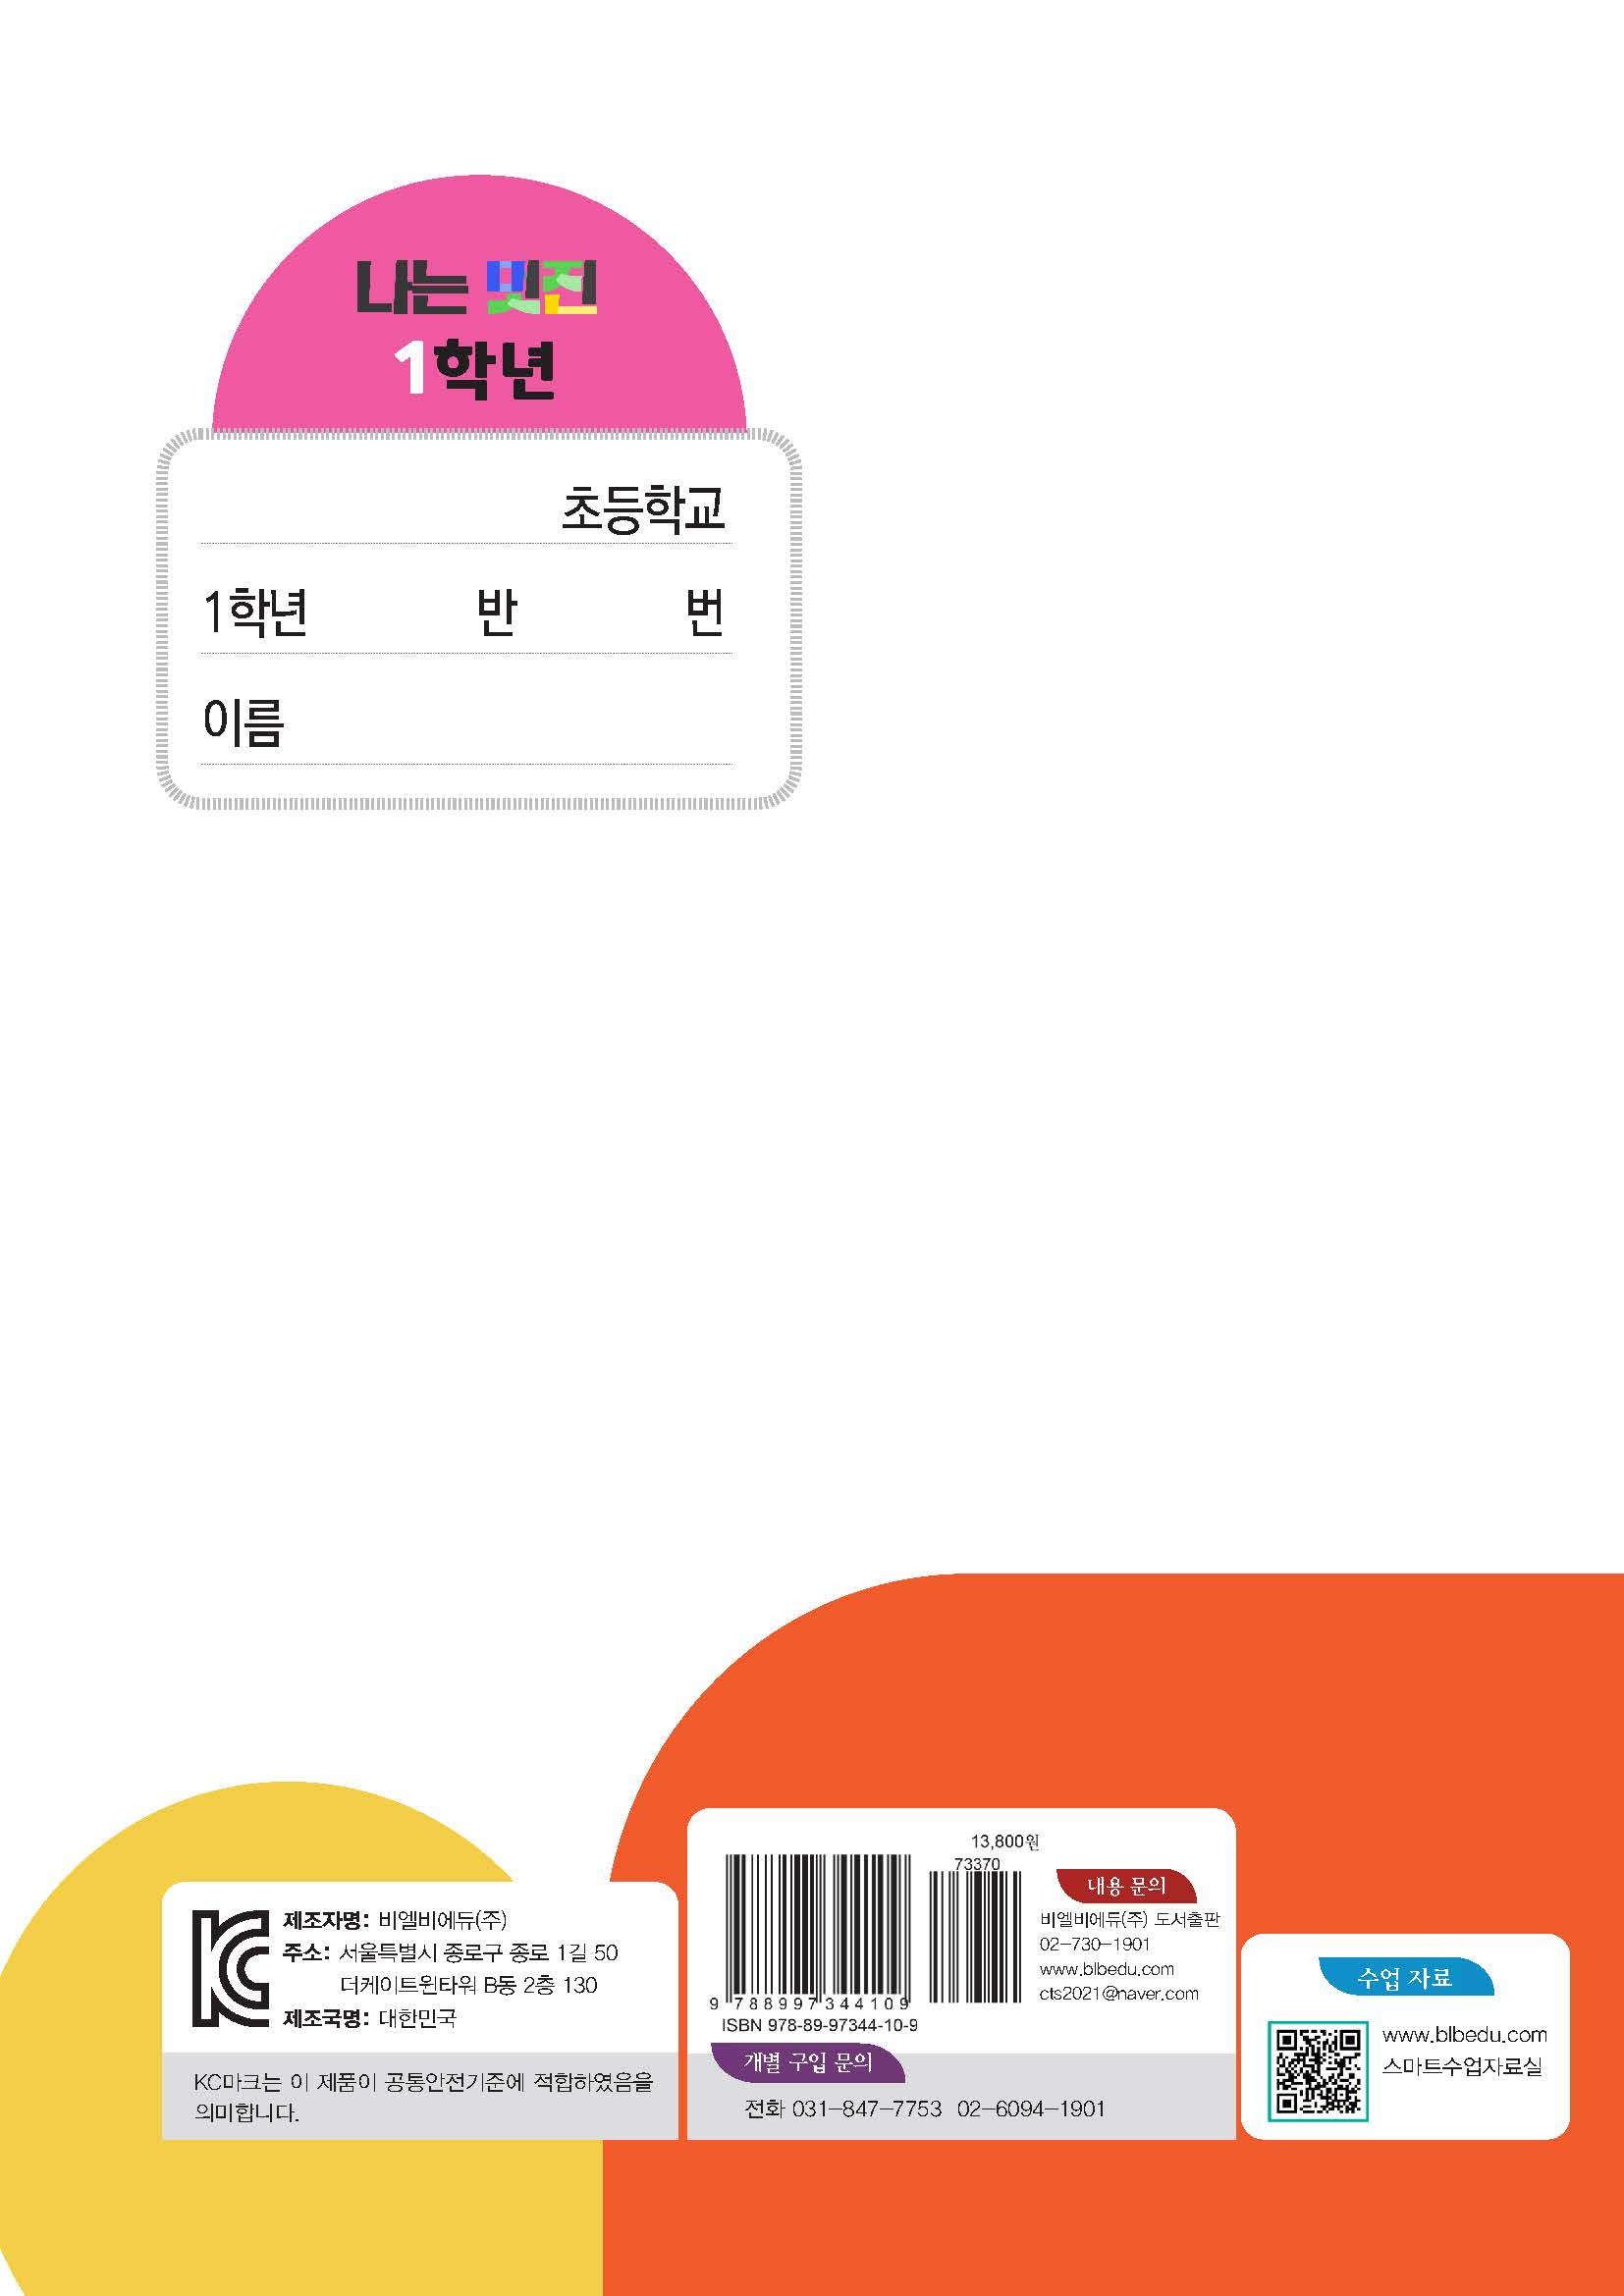 나는 멋진
1학년
초등학교
1학년 반 번
이름
KC
제조자명: 비엘비에듀(주)
주소: 서울특별시 종로구 종로 1길 50
더케이트윈타워 B동 2층 130
제조국명: 대한민국
KC마크는 이 제품이 공통안전기준에 적합하였음을
의미합니다.
13,800원
73370
9 788997 344109
ISBN 978-89-97344-10-9
내용 문의
비엘비에듀(주) 도서출판
02-730-1901
www.blbedu.com
cts2021@naver.com
개별 구입 문의
전화 031-847-7753 02-6094-1901
수업 자료
www.blbedu.com
스마트수업자료실